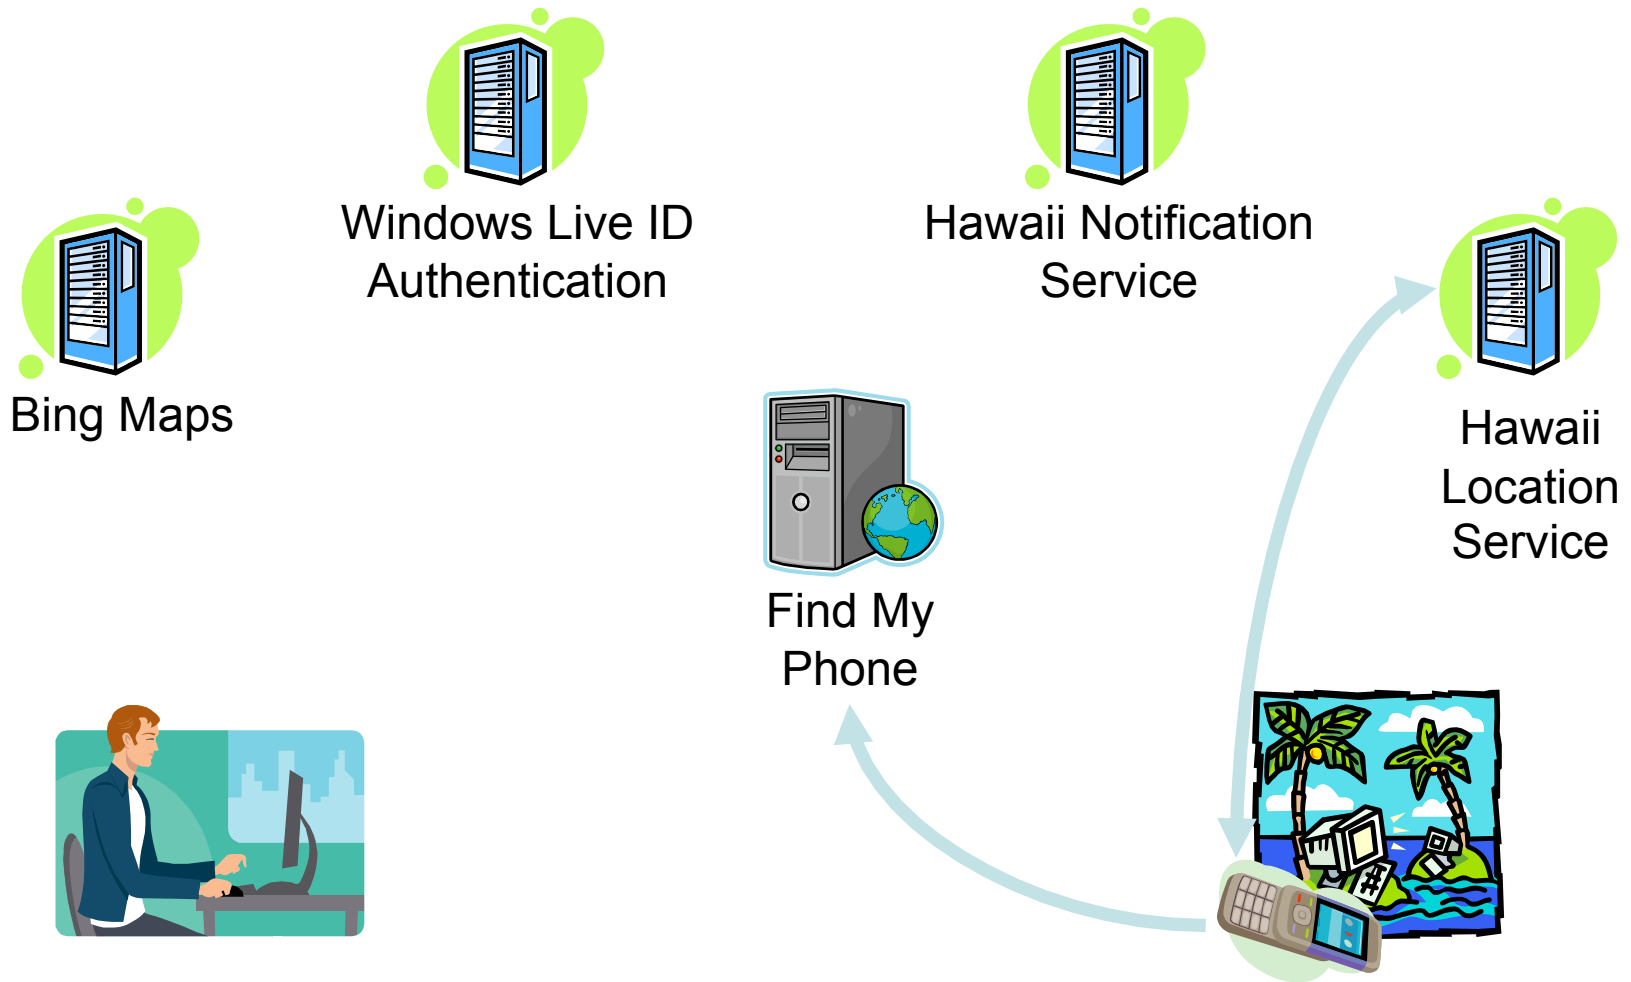 Windows Live ID
Authentication
Hawaii Notification
Service
Bing Maps
Hawaii
Location
Service
Find My
Phone